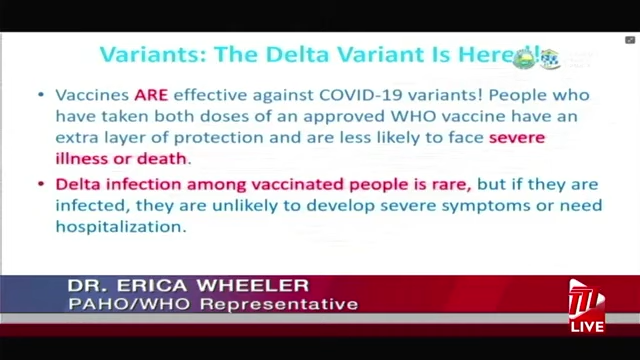 Variants: The Delta Variant Is Here!!
• Vaccines ARE effective against COVID-19 variants! People who
have taken both doses of an approved WHO vaccine have an
extra layer of protection and are less likely to face severe
illness or death.
• Delta infection among vaccinated people is rare, but if they are
infected, they are unlikely to develop severe symptoms or need
hospitalization.
DR. ERICA WHEELER
PAHO/WHO Representative
LIVE